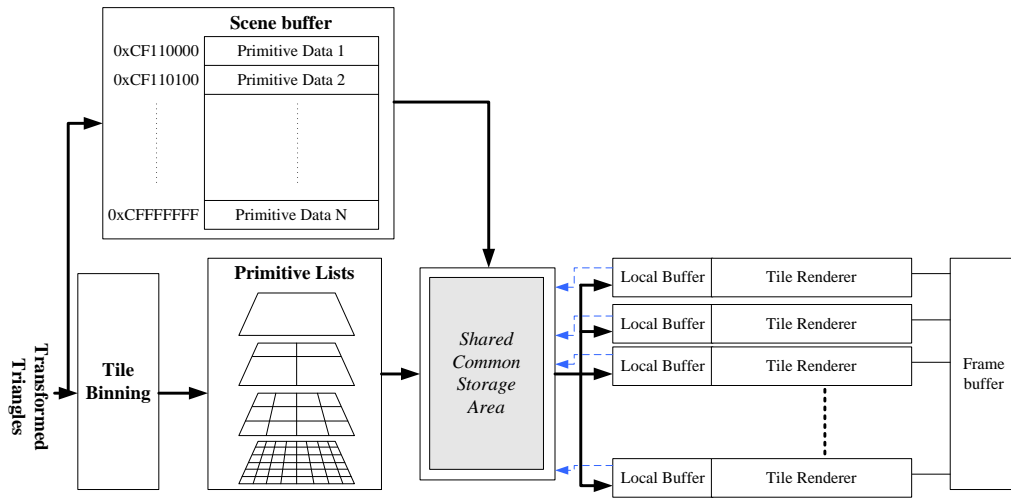 Scene buffer
0xCF110000
Primitive Data 1
0xCF110100
Primitive Data 2
0xCFFFFFFF
Primitive Data N
Transformed
Triangles
Tile
Binning
Primitive Lists
Shared
Common
Storage
Area
Local Buffer
Tile Renderer
Local Buffer
Tile Renderer
Local Buffer
Tile Renderer
Local Buffer
Tile Renderer
Frame
buffer